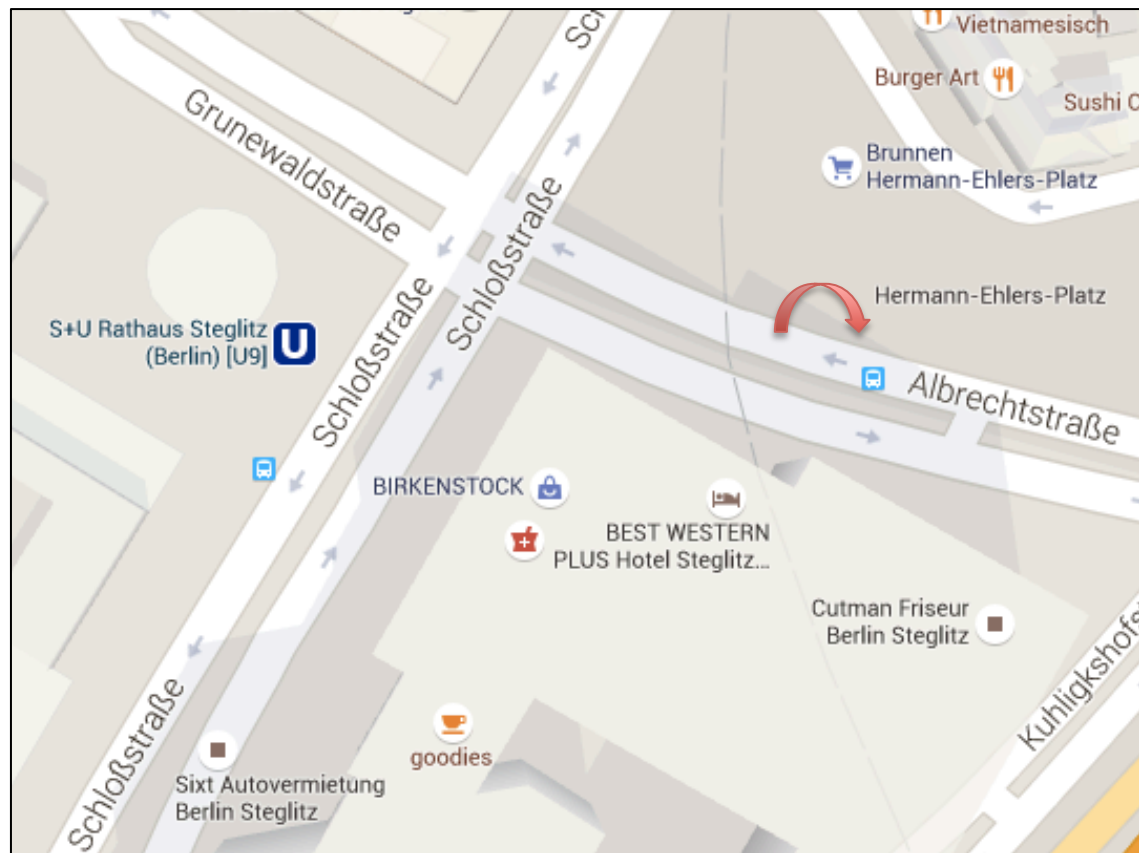 Vietnamesisch
Burger Art
Sushi
Grunewaldstraße
Brunnen
Hermann-Ehlers-Platz
Schloßstraße
Hermann-Ehlers-Platz
S+U Rathaus Steglitz
(Berlin) [U9]
U
Schloßstraße
Albrechtstraße
BIRKENSTOCK
BEST WESTERN
PLUS Hotel Steglitz...
Cutman Friseur
Berlin Steglitz
Schloßstraße
goodies
Sixt Autovermietung
Berlin Steglitz